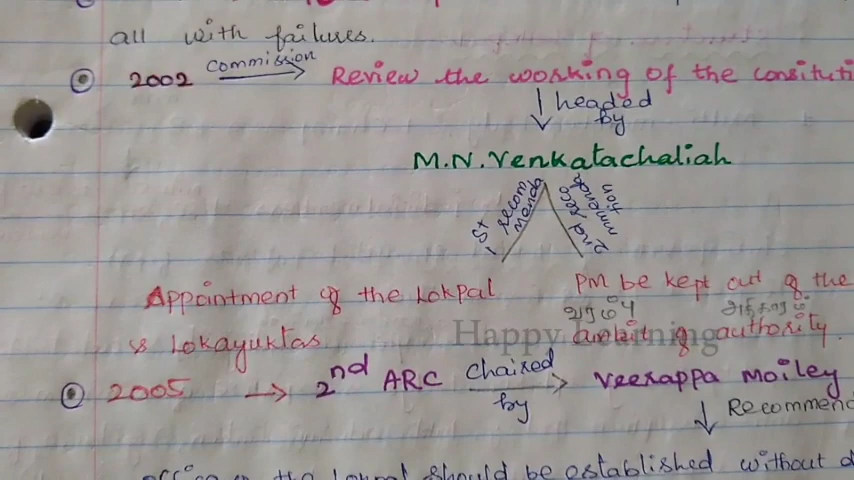 all with failures.
2002 commission → Review the working of the consituti
headed by
M.N. Venkatachaliah
1st recommenda
2nd recommendation
Appointment of the Lokpal
& Lokayuktas
PM be kept out of the
ambit of authority.
Happy Learning
2005 → 2nd ARC chaired by → Veerappa Moiley
Recommend
the Lokpal should be established without d